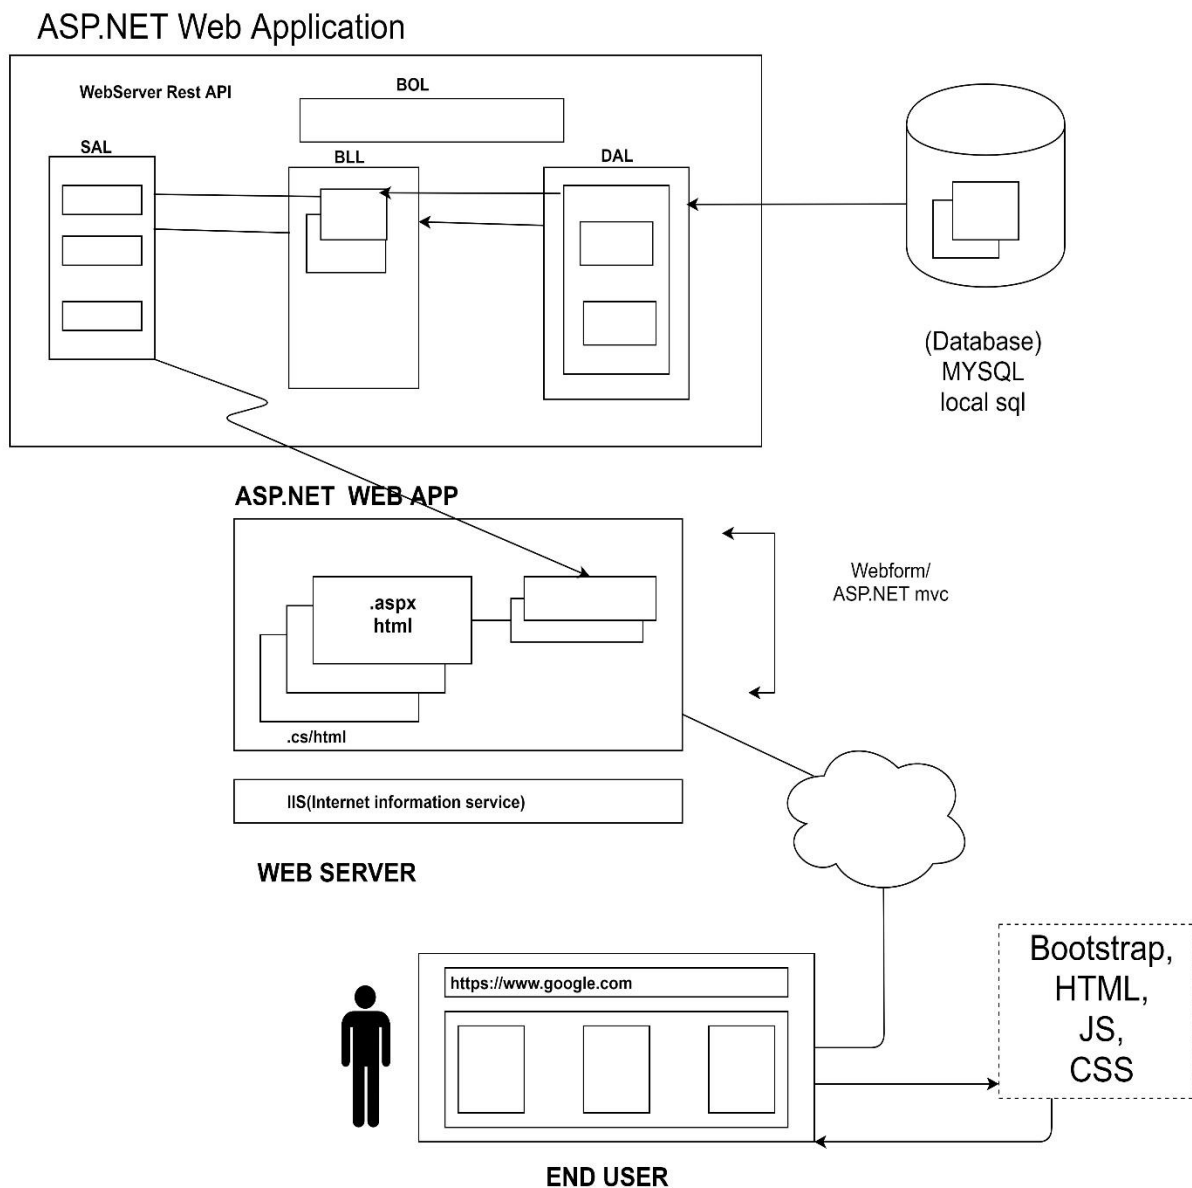 ASP.NET Web Application
WebServer Rest API
BOL
SAL
BLL
DAL
(Database)
MYSQL
local sql
ASP.NET WEB APP
Webform/
ASP.NET mvc
.aspx
html
.cs/html
IIS(Internet information service)
WEB SERVER
Bootstrap,
HTML,
JS,
CSS
https://www.google.com
END USER